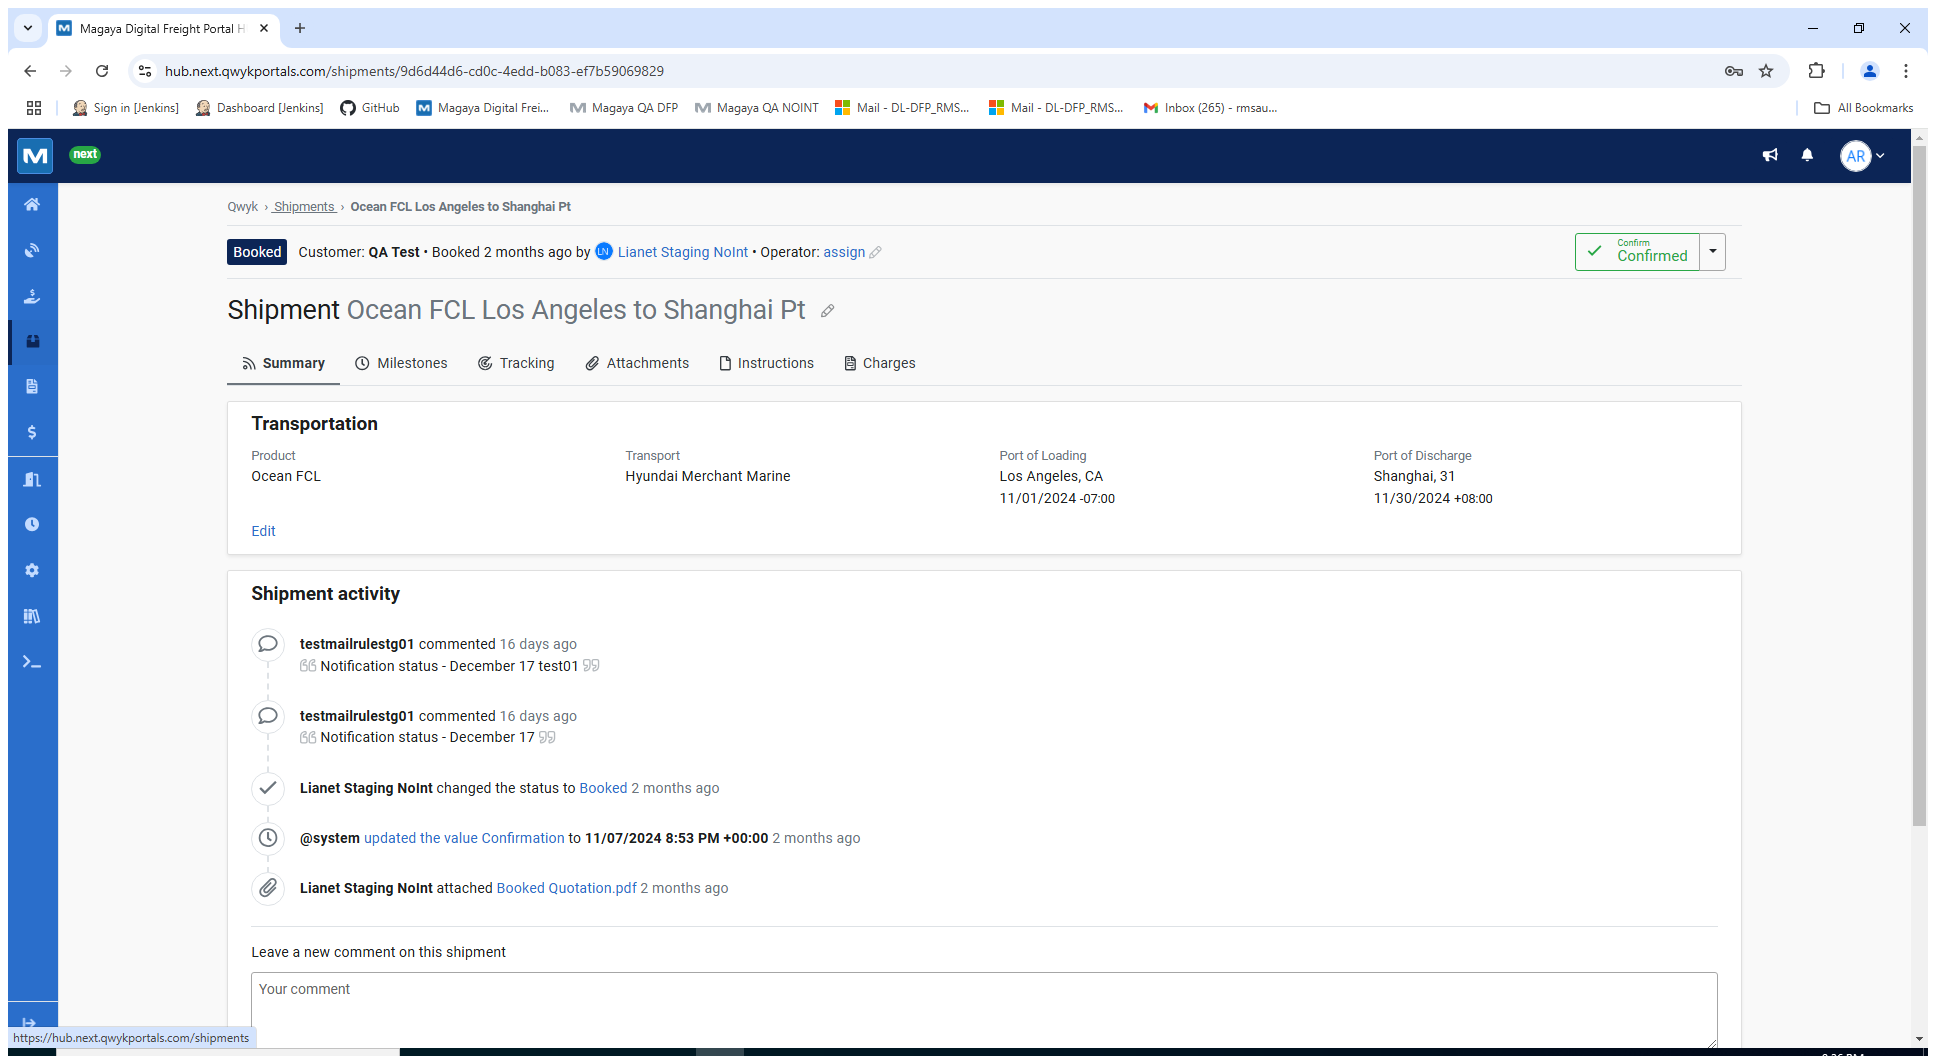 Magaya Digital Freight Portal H
hub.next.qwykportals.com/shipments/9d6d44d6-cd0c-4edd-b083-ef7b59069829
Sign in [Jenkins] Dashboard [Jenkins] GitHub Magaya Digital Frei... Magaya QA DFP Magaya QA NOINT Mail - DL-DFP_RMS... Mail - DL-DFP_RMS... Inbox (265) - rmsau... All Bookmarks
M next AR
Qwyk › Shipments › Ocean FCL Los Angeles to Shanghai Pt
Booked Customer: QA Test • Booked 2 months ago by LN Lianet Staging NoInt • Operator: assign
Confirm
Confirmed
Shipment Ocean FCL Los Angeles to Shanghai Pt
Summary Milestones Tracking Attachments Instructions Charges
Transportation
Product Transport Port of Loading Port of Discharge
Ocean FCL Hyundai Merchant Marine Los Angeles, CA Shanghai, 31
11/01/2024 -07:00 11/30/2024 +08:00
Edit
Shipment activity
testmailrulestg01 commented 16 days ago
Notification status - December 17 test01
testmailrulestg01 commented 16 days ago
Notification status - December 17
Lianet Staging NoInt changed the status to Booked 2 months ago
@system updated the value Confirmation to 11/07/2024 8:53 PM +00:00 2 months ago
Lianet Staging NoInt attached Booked Quotation.pdf 2 months ago
Leave a new comment on this shipment
Your comment
https://hub.next.qwykportals.com/shipments